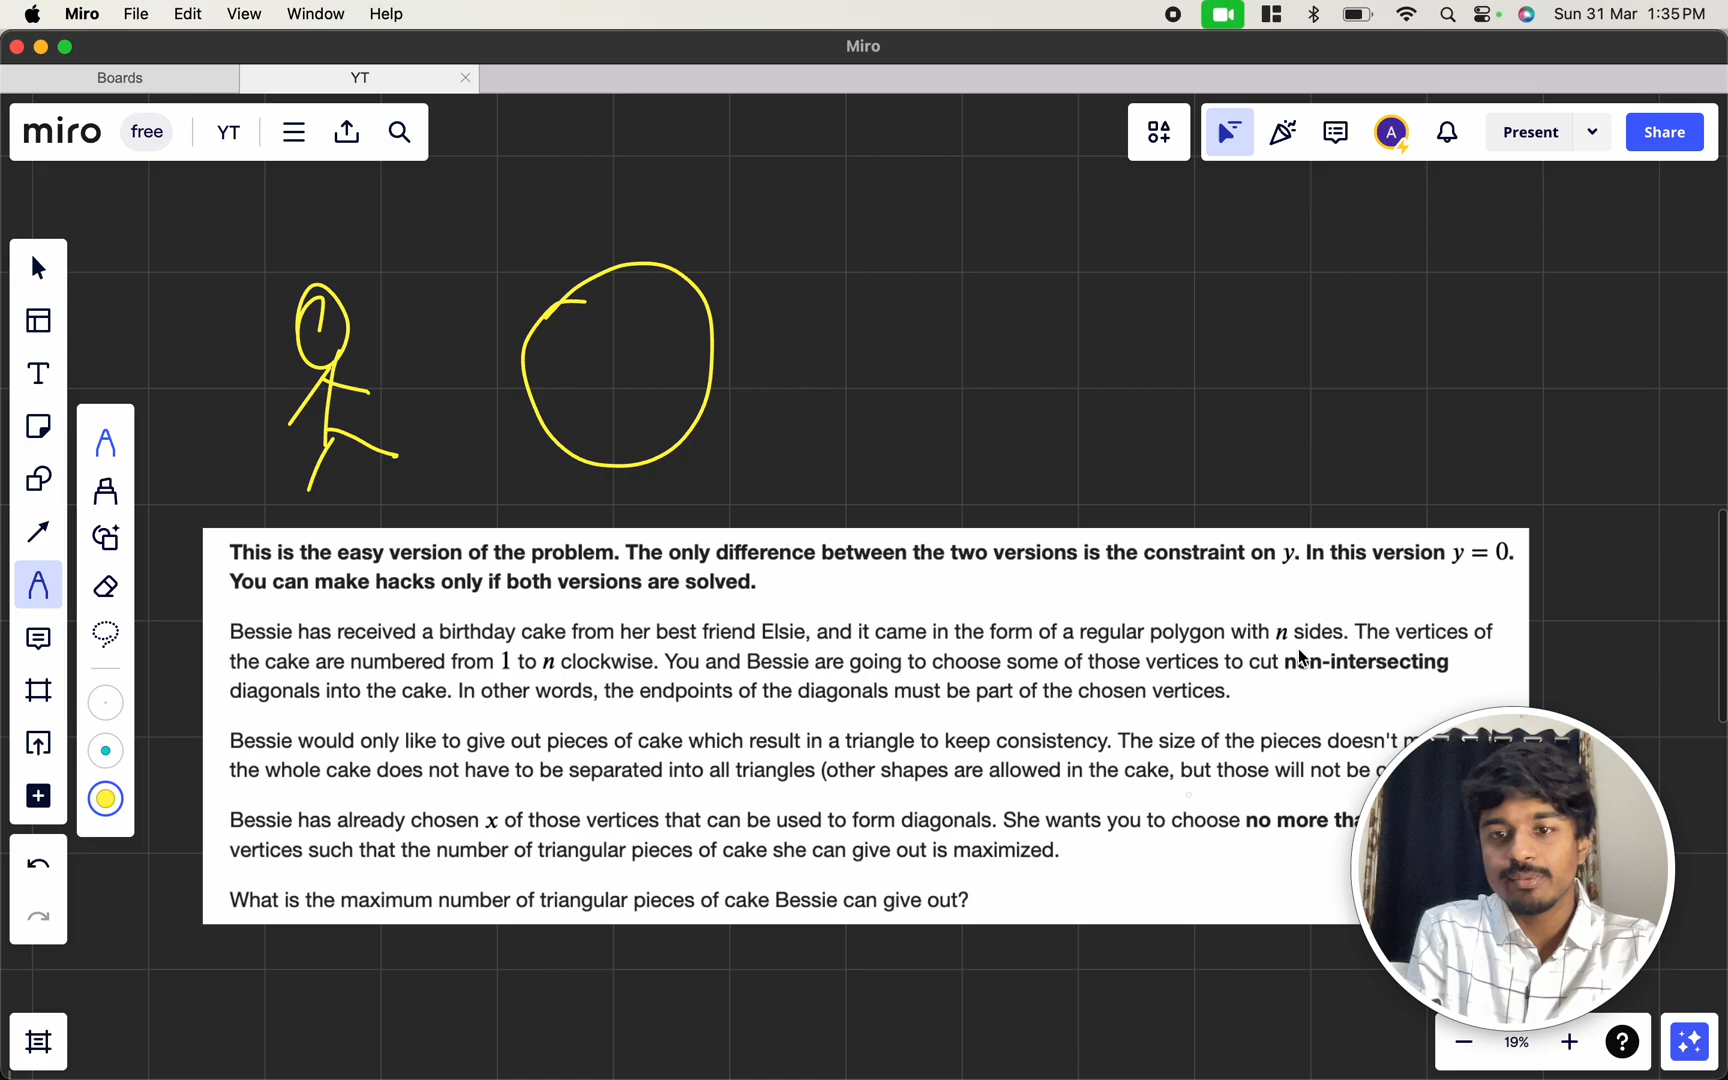 Miro File Edit View Window Help Sun 31 Mar 1:35 PM
Miro
Boards YT
miro free YT Present Share
A
This is the easy version of the problem. The only difference between the two versions is the constraint on y. In this version y = 0.
You can make hacks only if both versions are solved.
Bessie has received a birthday cake from her best friend Elsie, and it came in the form of a regular polygon with n sides. The vertices of
the cake are numbered from 1 to n clockwise. You and Bessie are going to choose some of those vertices to cut non-intersecting
diagonals into the cake. In other words, the endpoints of the diagonals must be part of the chosen vertices.
Bessie would only like to give out pieces of cake which result in a triangle to keep consistency. The size of the pieces doesn't
the whole cake does not have to be separated into all triangles (other shapes are allowed in the cake, but those will not be
Bessie has already chosen x of those vertices that can be used to form diagonals. She wants you to choose no more
vertices such that the number of triangular pieces of cake she can give out is maximized.
What is the maximum number of triangular pieces of cake Bessie can give out?
19% ?